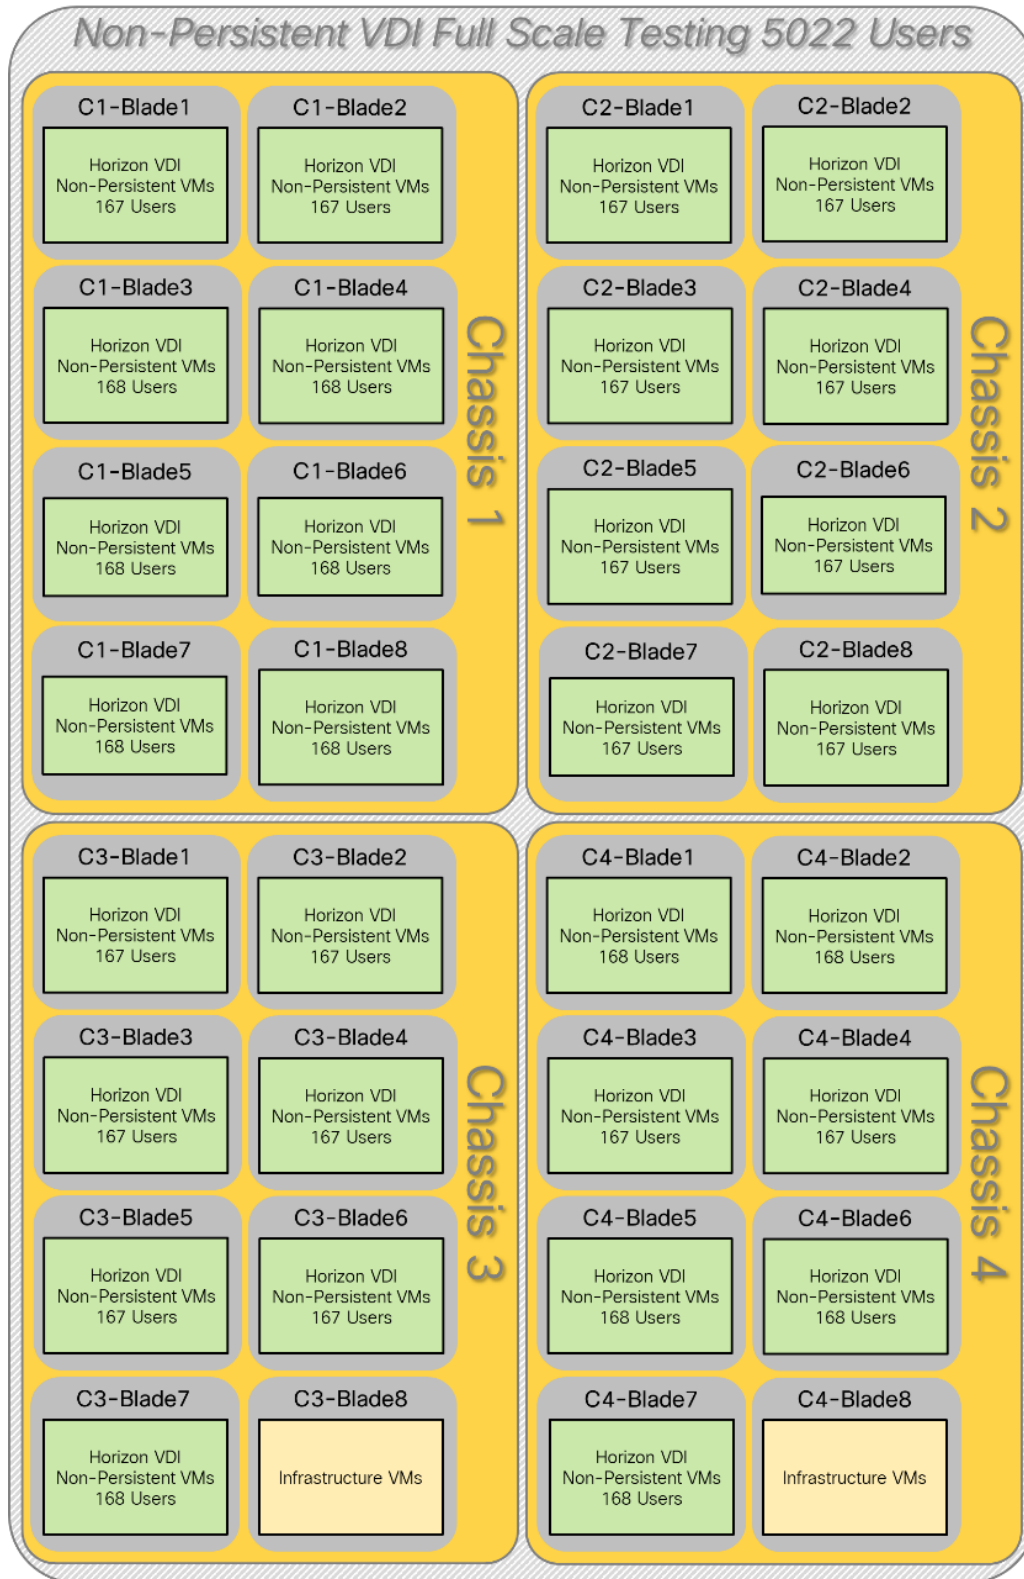 Non-Persistent VDI Full Scale Testing 5022 Users
C1-Blade1
Horizon VDI
Non-Persistent VMs
167 Users
C1-Blade2
Horizon VDI
Non-Persistent VMs
167 Users
C1-Blade3
Horizon VDI
Non-Persistent VMs
168 Users
C1-Blade4
Horizon VDI
Non-Persistent VMs
168 Users
C1-Blade5
Horizon VDI
Non-Persistent VMs
168 Users
C1-Blade6
Horizon VDI
Non-Persistent VMs
168 Users
C1-Blade7
Horizon VDI
Non-Persistent VMs
168 Users
C1-Blade8
Horizon VDI
Non-Persistent VMs
168 Users
Chassis 1
C2-Blade1
Horizon VDI
Non-Persistent VMs
167 Users
C2-Blade2
Horizon VDI
Non-Persistent VMs
167 Users
C2-Blade3
Horizon VDI
Non-Persistent VMs
167 Users
C2-Blade4
Horizon VDI
Non-Persistent VMs
167 Users
C2-Blade5
Horizon VDI
Non-Persistent VMs
167 Users
C2-Blade6
Horizon VDI
Non-Persistent VMs
167 Users
C2-Blade7
Horizon VDI
Non-Persistent VMs
167 Users
C2-Blade8
Horizon VDI
Non-Persistent VMs
167 Users
Chassis 2
C3-Blade1
Horizon VDI
Non-Persistent VMs
167 Users
C3-Blade2
Horizon VDI
Non-Persistent VMs
167 Users
C3-Blade3
Horizon VDI
Non-Persistent VMs
167 Users
C3-Blade4
Horizon VDI
Non-Persistent VMs
167 Users
C3-Blade5
Horizon VDI
Non-Persistent VMs
167 Users
C3-Blade6
Horizon VDI
Non-Persistent VMs
167 Users
C3-Blade7
Horizon VDI
Non-Persistent VMs
168 Users
C3-Blade8
Infrastructure VMs
Chassis 3
C4-Blade1
Horizon VDI
Non-Persistent VMs
168 Users
C4-Blade2
Horizon VDI
Non-Persistent VMs
168 Users
C4-Blade3
Horizon VDI
Non-Persistent VMs
167 Users
C4-Blade4
Horizon VDI
Non-Persistent VMs
167 Users
C4-Blade5
Horizon VDI
Non-Persistent VMs
168 Users
C4-Blade6
Horizon VDI
Non-Persistent VMs
168 Users
C4-Blade7
Horizon VDI
Non-Persistent VMs
168 Users
C4-Blade8
Infrastructure VMs
Chassis 4